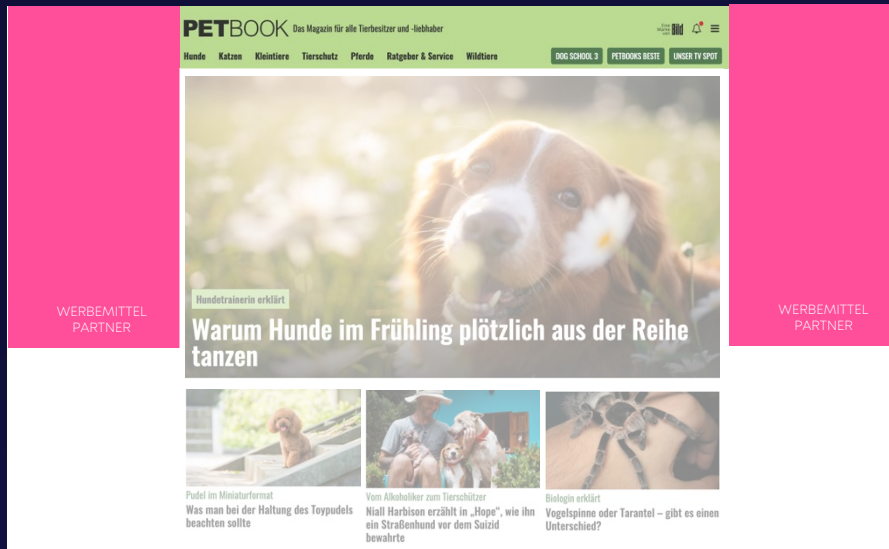 PETBOOK Das Magazin für alle Tierbesitzer und -liebhaber
Eine
Marke
von Bild
Hunde Katzen Kleintiere Tierschutz Pferde Ratgeber & Service Wildtiere
DOG SCHOOL 3 PETBOOKS BESTE UNSER TV SPOT
WERBEMITTEL
PARTNER
Hundetrainerin erklärt
Warum Hunde im Frühling plötzlich aus der Reihe
tanzen
WERBEMITTEL
PARTNER
Pudel im Miniaturformat
Was man bei der Haltung des Toypudels
beachten sollte
Vom Alkoholiker zum Tierschützer
Niall Harbison erzählt in „Hope“, wie ihn
ein Straßenhund vor dem Suizid
bewahrte
Biologin erklärt
Vogelspinne oder Tarantel – gibt es einen
Unterschied?